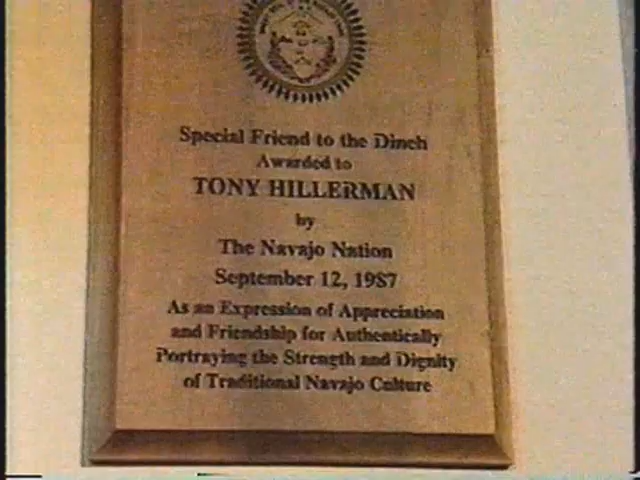 Special Friend to the Dineh
Awarded to
TONY HILLERMAN
by
The Navajo Nation
September 12, 1987
As an Expression of Appreciation
and Friendship for Authentically
Portraying the Strength and Dignity
of Traditional Navajo Culture